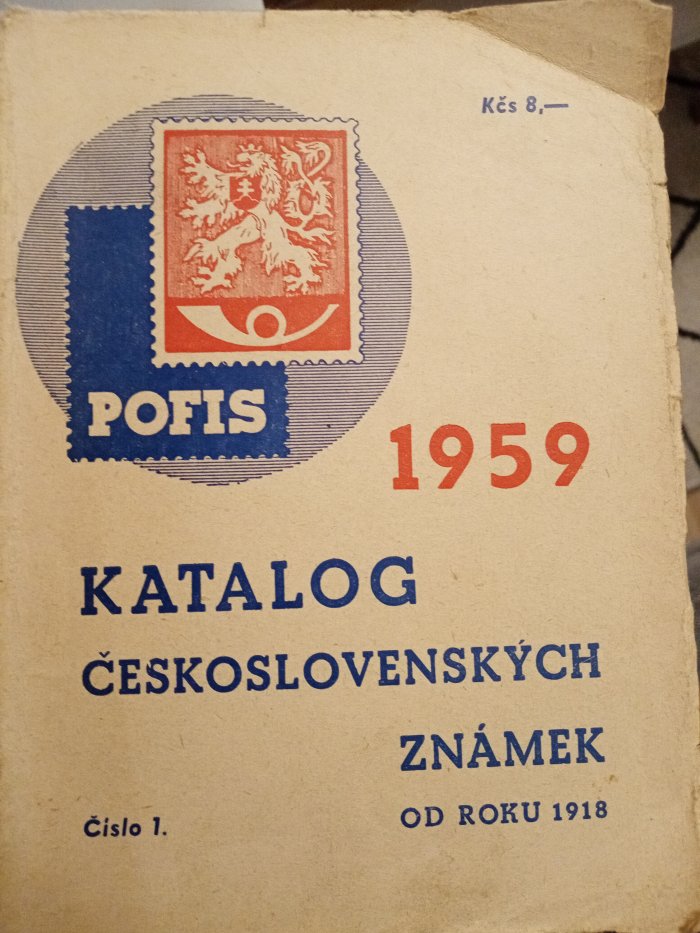 Kčs 8,—
POFIS
1959
KATALOG
ČESKOSLOVENSKÝCH
ZNÁMEK
OD ROKU 1918
Číslo 1.